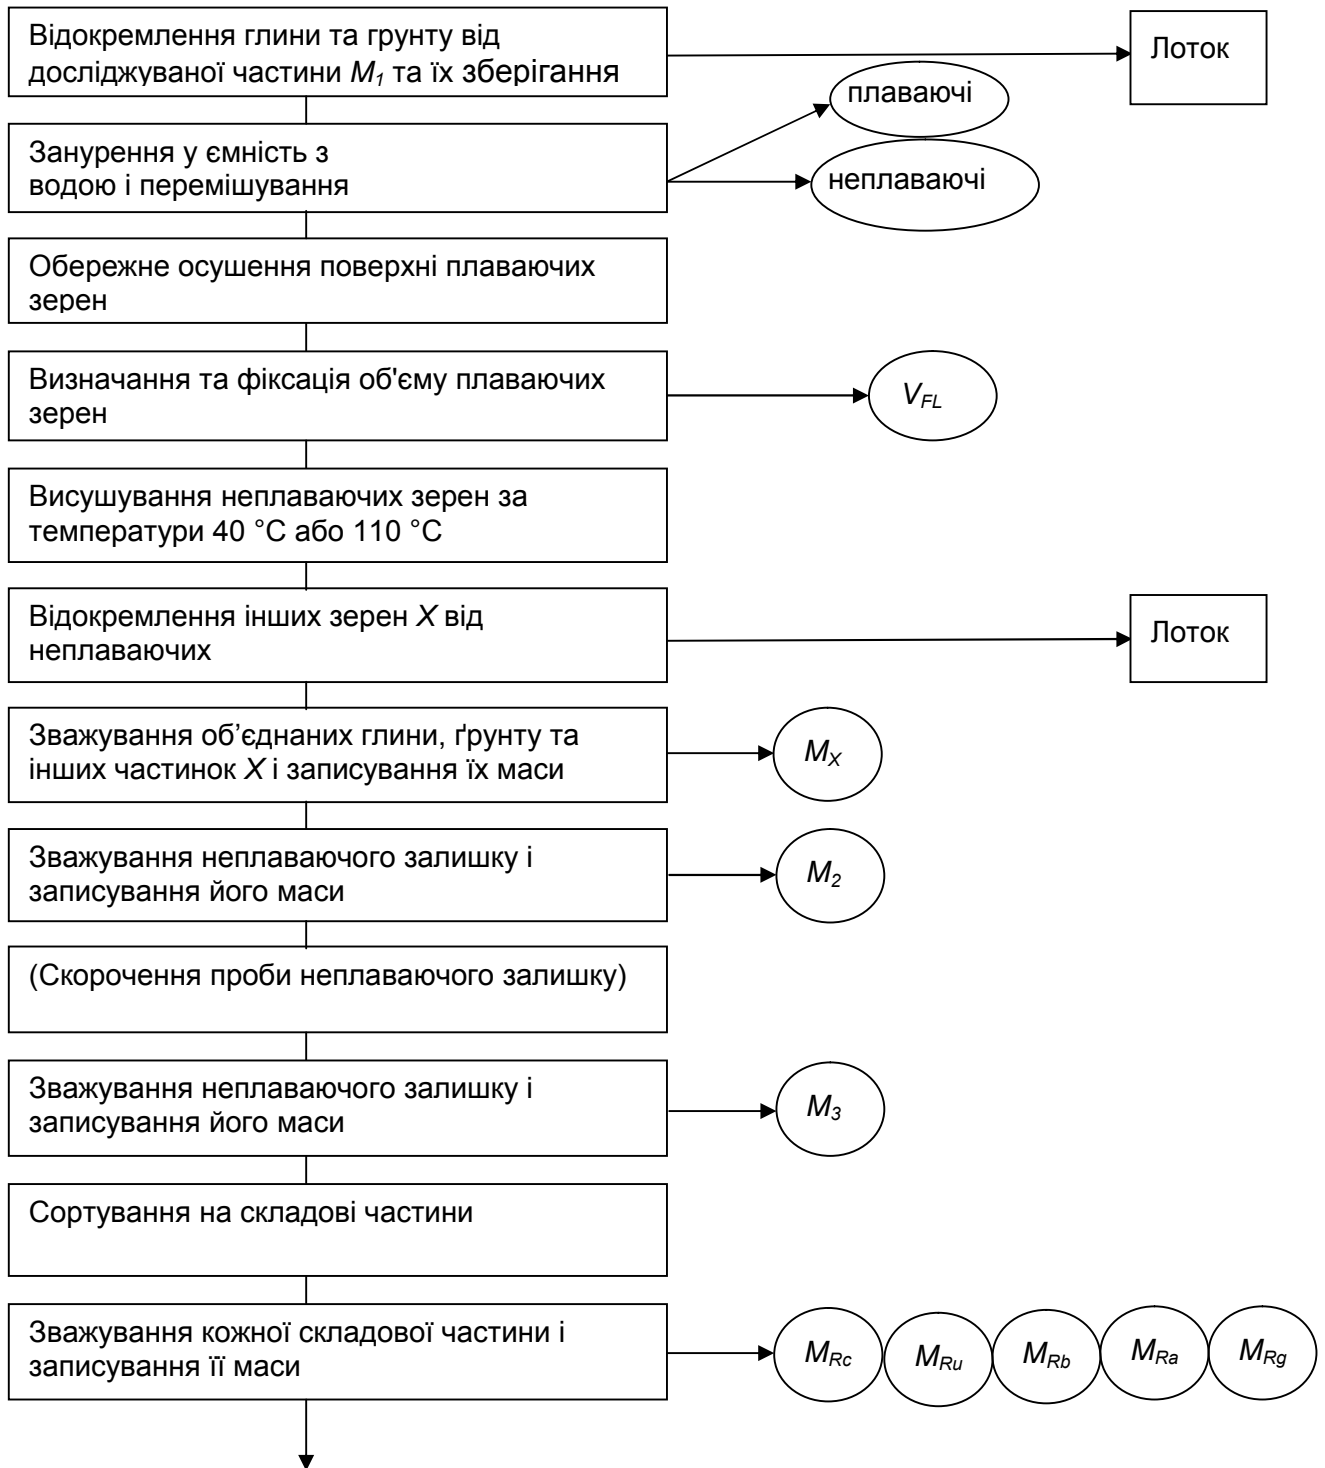 Відокремлення глини та грунту від
досліджуваної частини M1 та їх зберігання
Лоток
плаваючі
Занурення у ємність з
водою і перемішування
неплаваючі
Обережне осушення поверхні плаваючих
зерен
Визначання та фіксація об'єму плаваючих
зерен
VFL
Висушування неплаваючих зерен за
температури 40 °C або 110 °C
Відокремлення інших зерен X від
неплаваючих
Лоток
Зважування об’єднаних глини, ґрунту та
інших частинок X і записування їх маси
MX
Зважування неплаваючого залишку і
записування його маси
M2
(Скорочення проби неплаваючого залишку)
Зважування неплаваючого залишку і
записування його маси
M3
Сортування на складові частини
Зважування кожної складової частини і
записування її маси
MRc
MRu
MRb
MRa
MRg